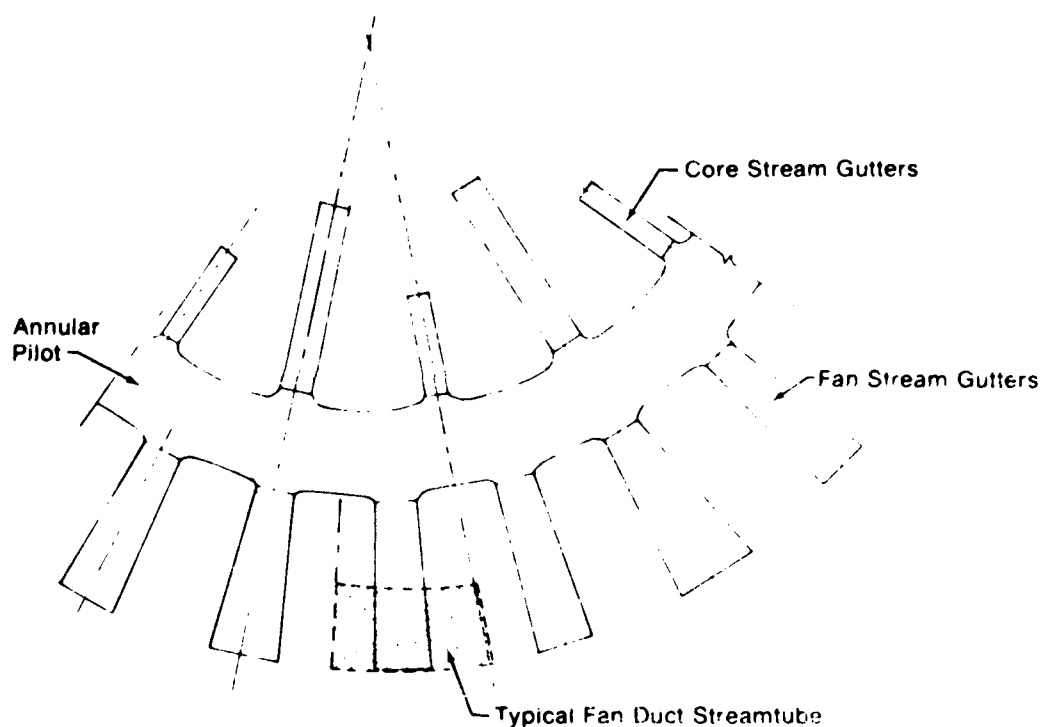 Core Stream Gutters
Annular
Pilot
Fan Stream Gutters
Typical Fan Duct Streamtube